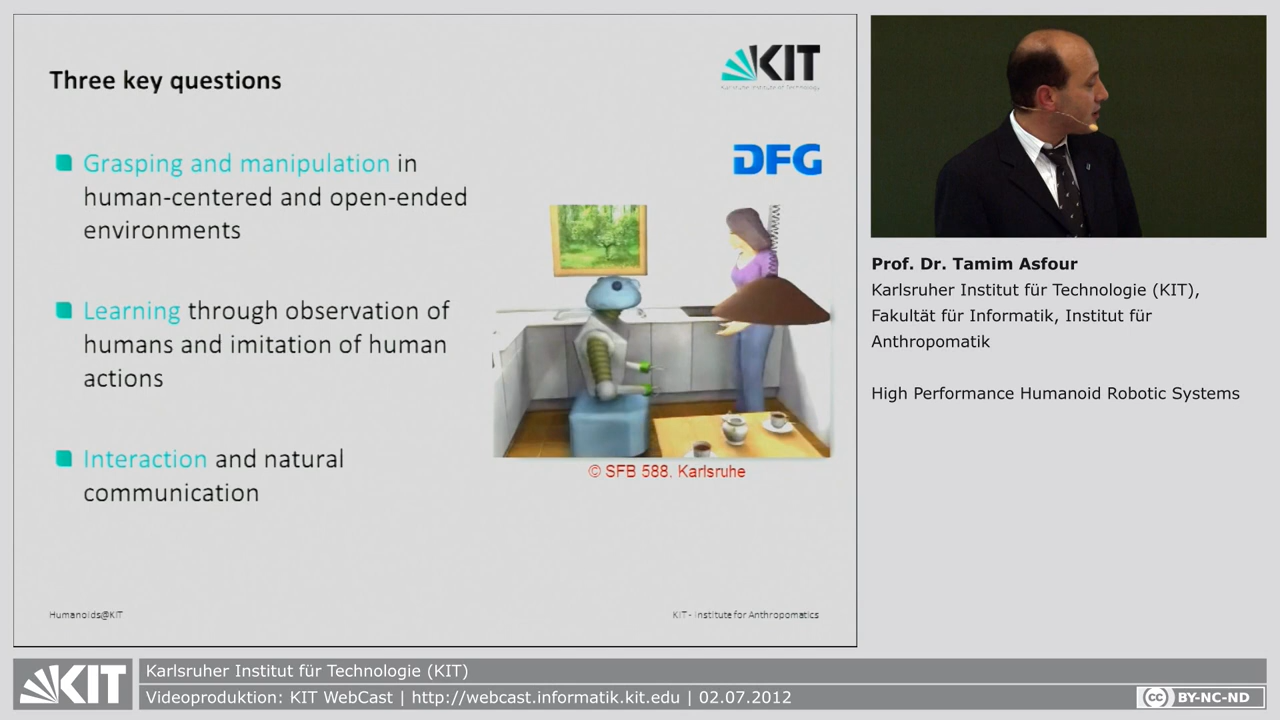 Three key questions
KIT
Karlsruhe Institute of Technology
DFG
Grasping and manipulation in
human-centered and open-ended
environments
Learning through observation of
humans and imitation of human
actions
Interaction and natural
communication
© SFB 588, Karlsruhe
Humanoids@KIT
KIT - Institute for Anthropomatics
Prof. Dr. Tamim Asfour
Karlsruher Institut für Technologie (KIT),
Fakultät für Informatik, Institut für
Anthropomatik
High Performance Humanoid Robotic Systems
KIT
Karlsruher Institut für Technologie (KIT)
Videoproduktion: KIT WebCast | http://webcast.informatik.kit.edu | 02.07.2012
cc BY-NC-ND